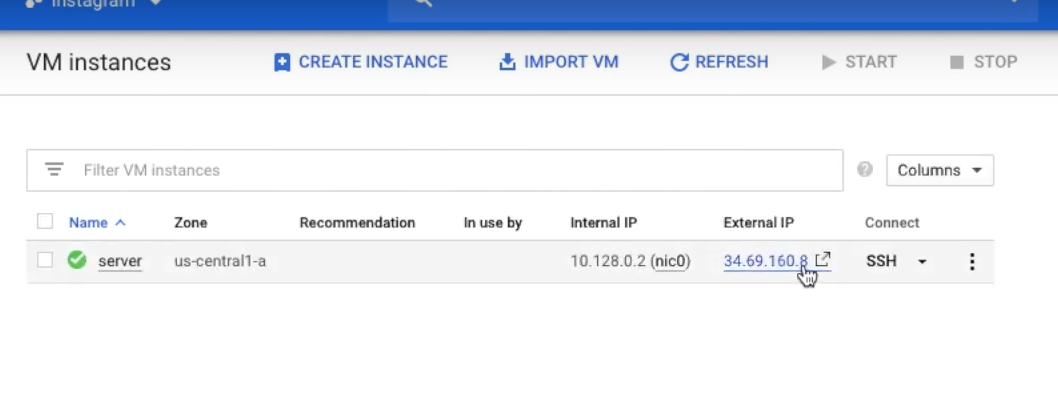 Instagram
VM instances CREATE INSTANCE IMPORT VM REFRESH START STOP
Filter VM instances Columns
Name Zone Recommendation In use by Internal IP External IP Connect
server us-central1-a 10.128.0.2 (nic0) 34.69.160.8 SSH